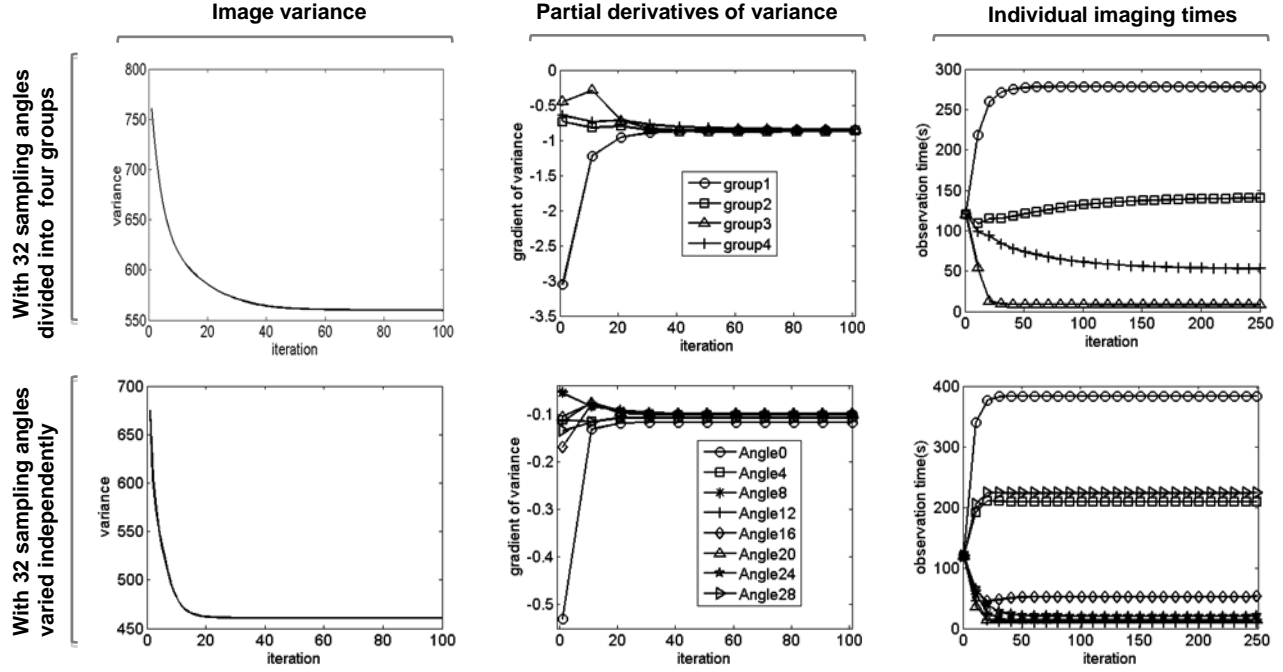 Image variance
Partial derivatives of variance
Individual imaging times
With 32 sampling angles
divided into four groups
800
750
700
650
600
550
0
20
40
60
80
100
variance
iteration
0
-0.5
-1
-1.5
-2
-2.5
-3
-3.5
0
20
40
60
80
100
gradient of variance
iteration
group1
group2
group3
group4
300
250
200
150
100
50
0
0
50
100
150
200
250
observation time(s)
iteration
With 32 sampling angles
varied independently
700
650
600
550
500
450
0
20
40
60
80
100
variance
iteration
-0.1
-0.2
-0.3
-0.4
-0.5
0
20
40
60
80
100
gradient of variance
iteration
Angle0
Angle4
Angle8
Angle12
Angle16
Angle20
Angle24
Angle28
400
300
200
100
0
0
50
100
150
200
250
observation time(s)
iteration